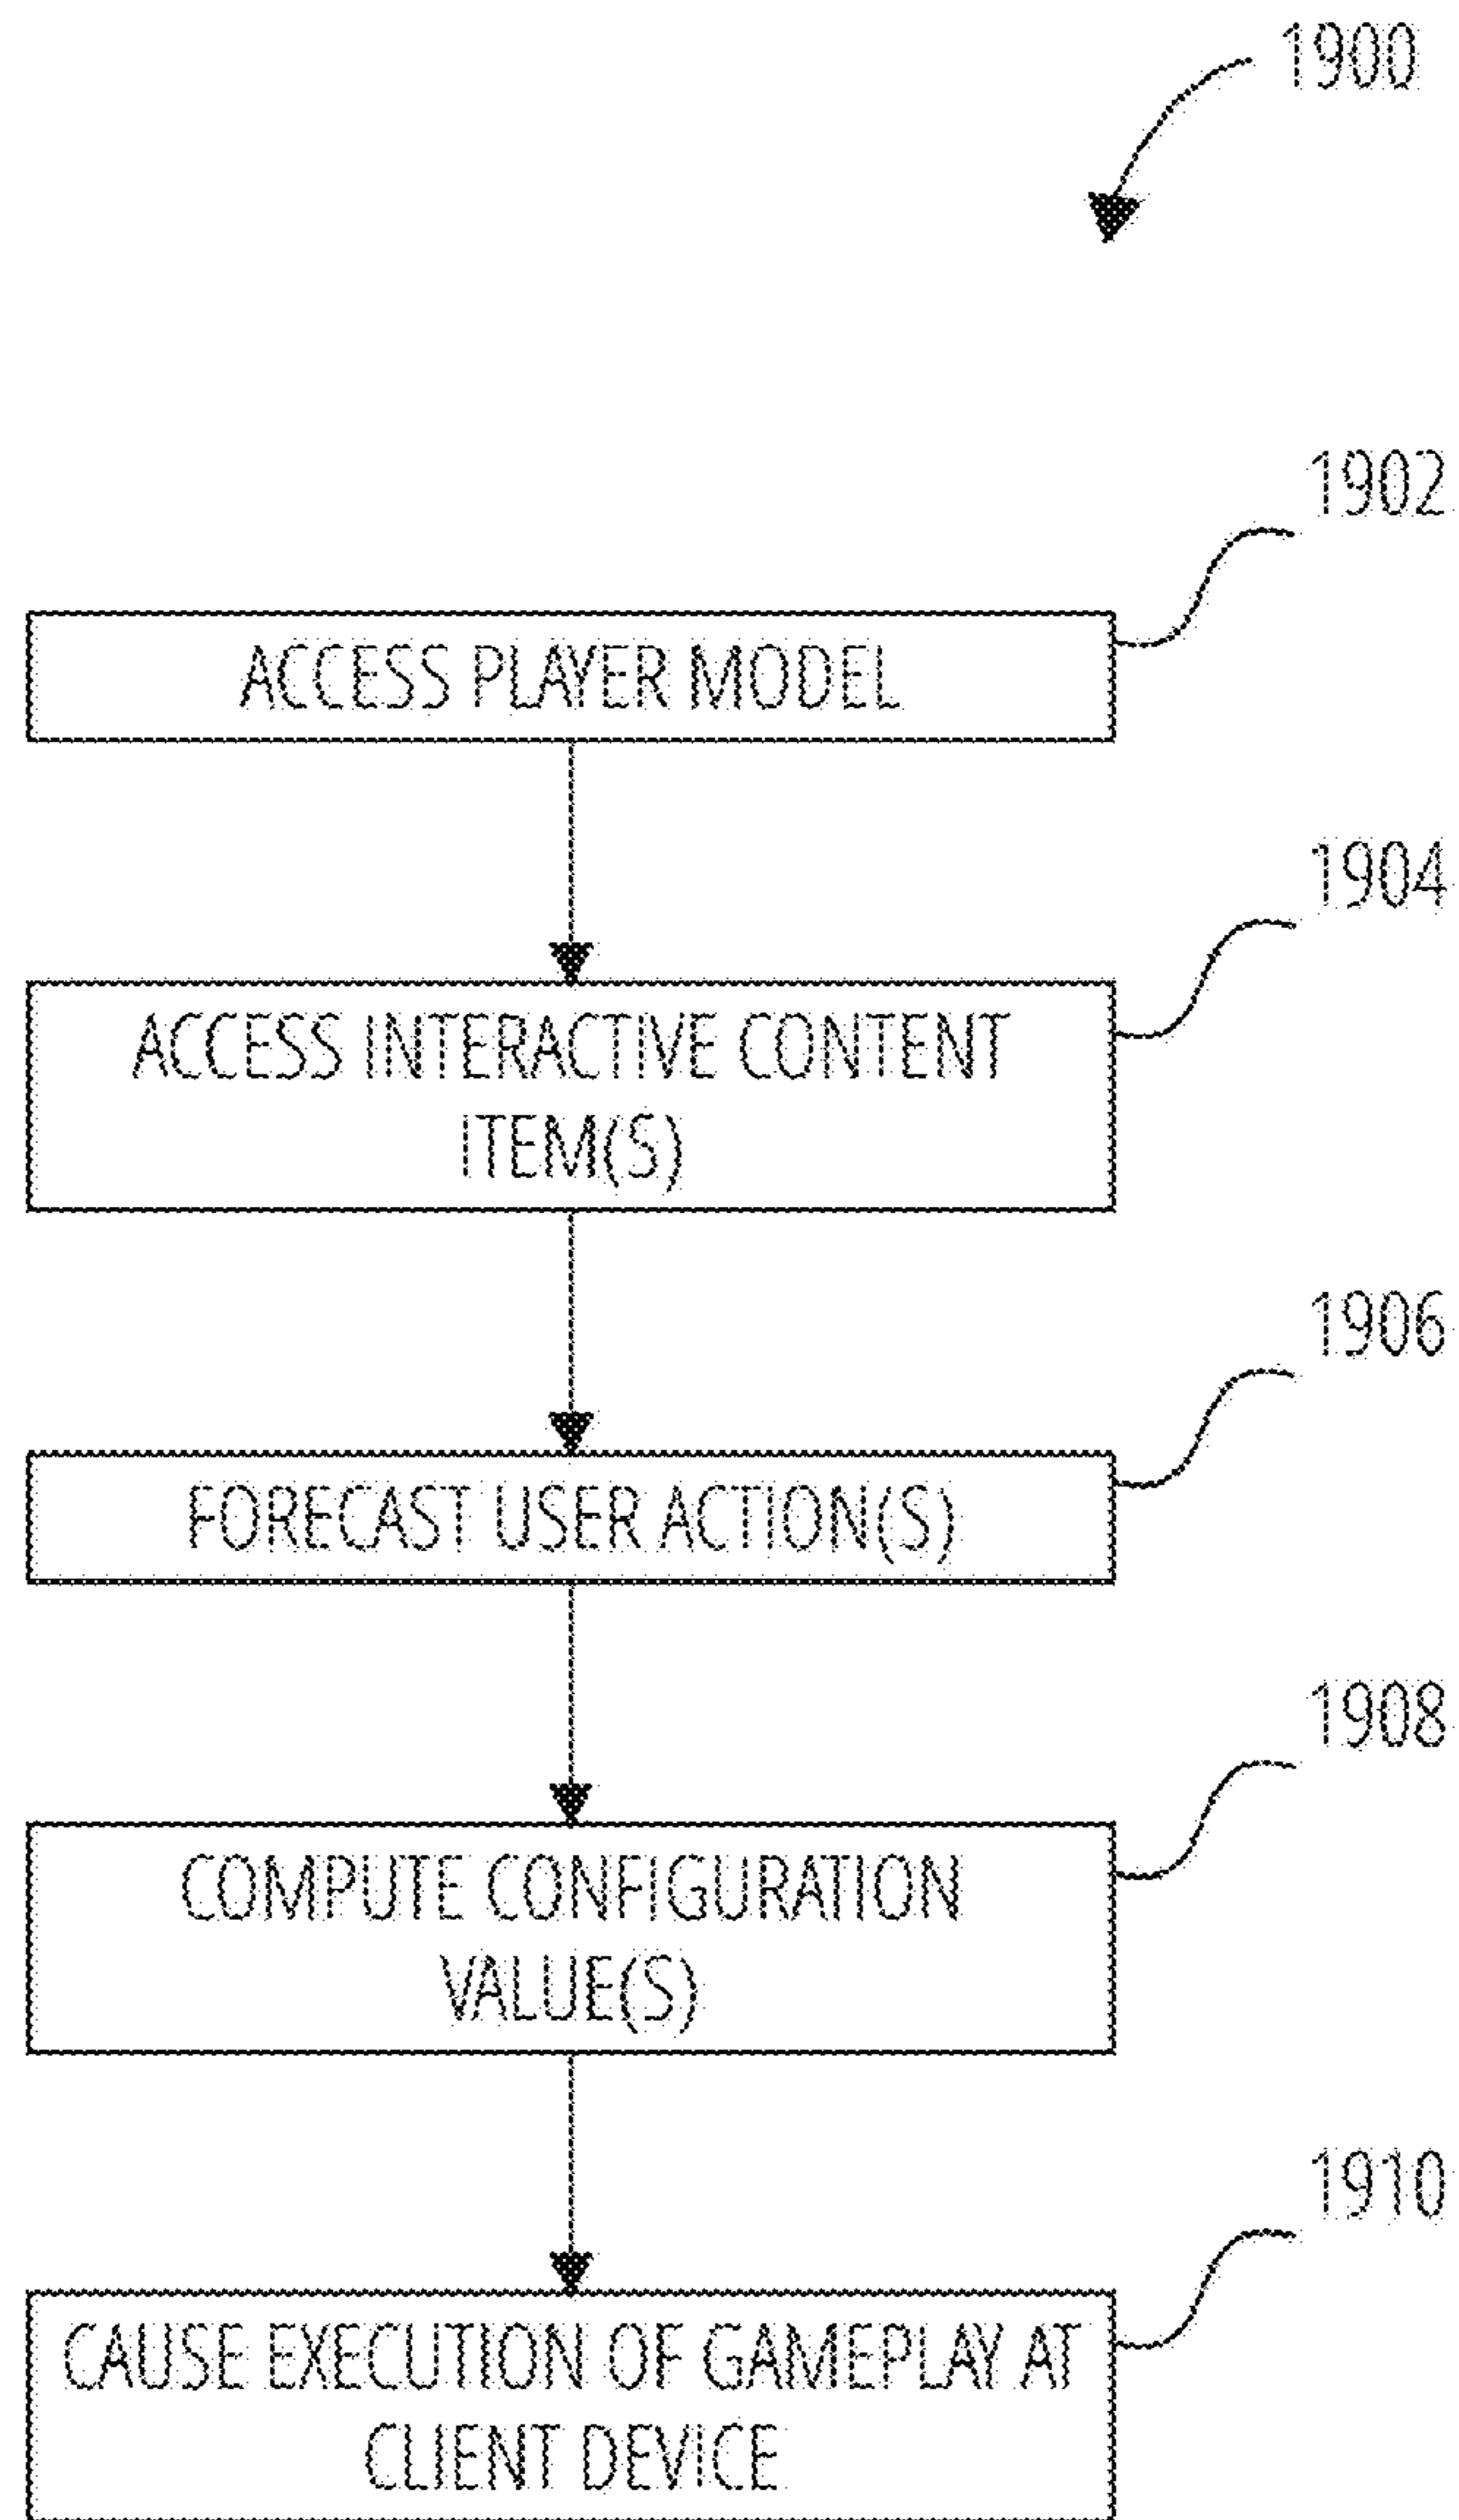 1900
1902
ACCESS PLAYER MODEL
1904
ACCESS INTERACTIVE CONTENT
ITEM(S)
1906
FORECAST USER ACTION(S)
1908
COMPUTE CONFIGURATION
VALUE(S)
1910
CAUSE EXECUTION OF GAMEPLAY AT
CLIENT DEVICE